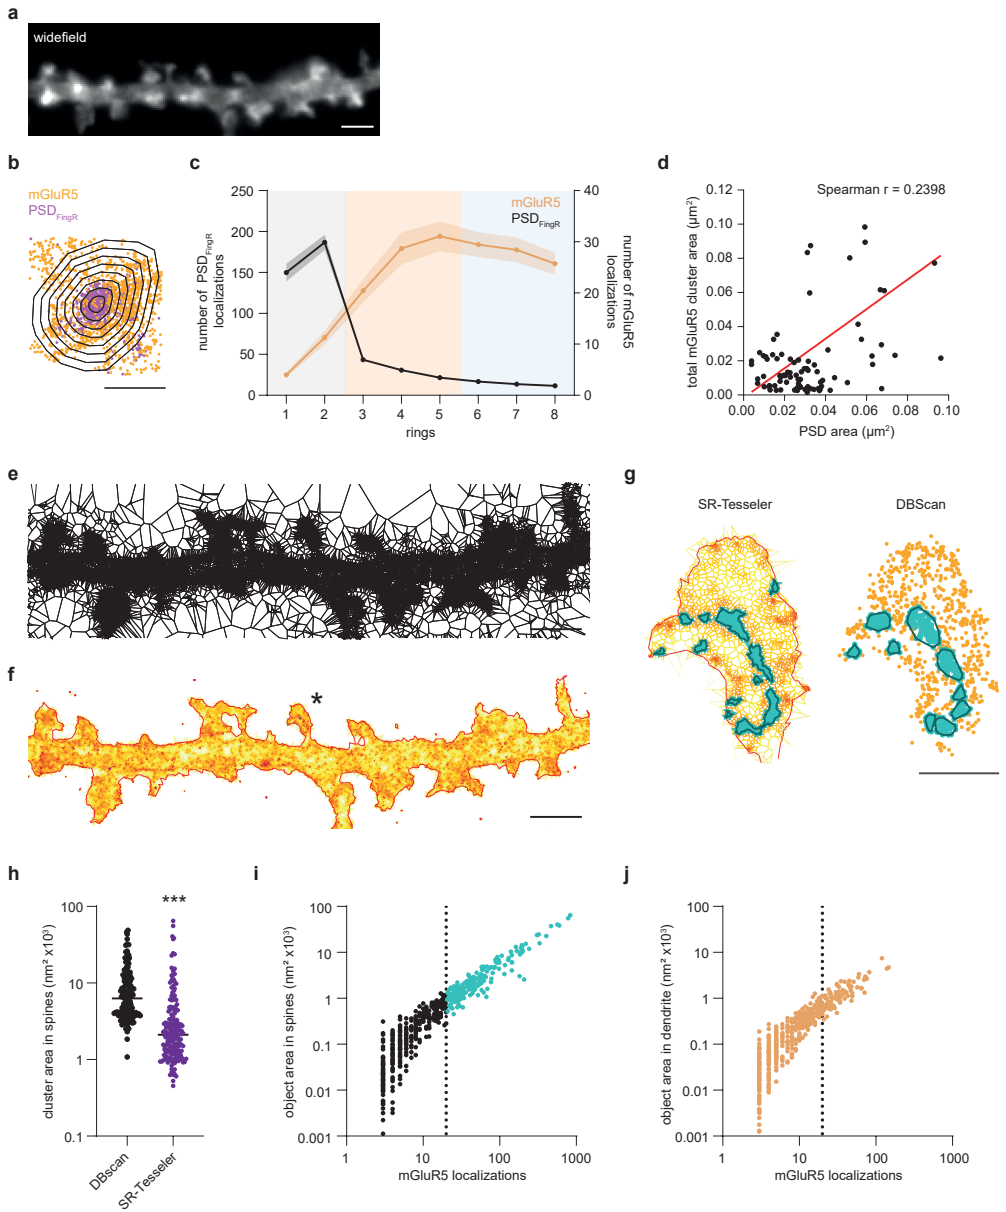 a
widefield
b
mGluR5
PSD_FingR
c
250
200
150
100
50
0
number of PSD_FingR
localizations
mGluR5
PSD_FingR
40
30
20
10
0
number of mGluR5
localizations
1 2 3 4 5 6 7 8
rings
d
Spearman r = 0.2398
0.12
0.10
0.08
0.06
0.04
0.02
0.00
total mGluR5 cluster area (µm²)
0.00 0.02 0.04 0.06 0.08 0.10
PSD area (µm²)
e
f
*
g
SR-Tesseler
DBScan
h
***
100
10
1
0.1
cluster area in spines (nm² x10³)
DBscan
SR-Tesseler
i
100
10
1
0.1
0.01
0.001
object area in spines (nm² x10³)
1 10 100 1000
mGluR5 localizations
j
100
10
1
0.1
0.01
0.001
object area in dendrite (nm² x10³)
1 10 100 1000
mGluR5 localizations